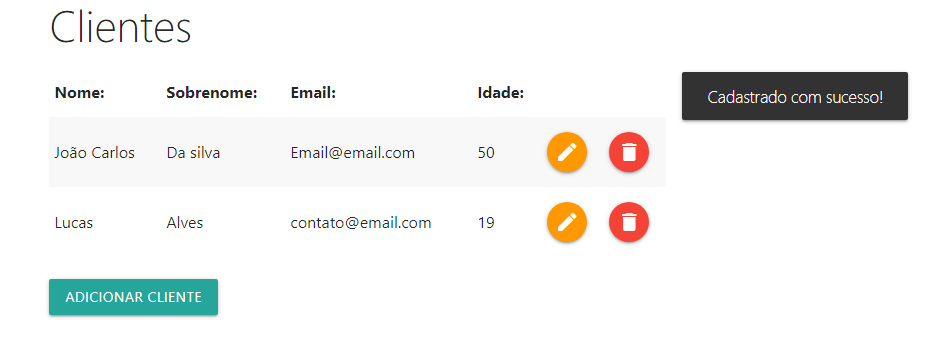 Clientes
Nome: Sobrenome: Email: Idade:
Cadastrado com sucesso!
João Carlos Da silva Email@email.com 50
Lucas Alves contato@email.com 19
ADICIONAR CLIENTE